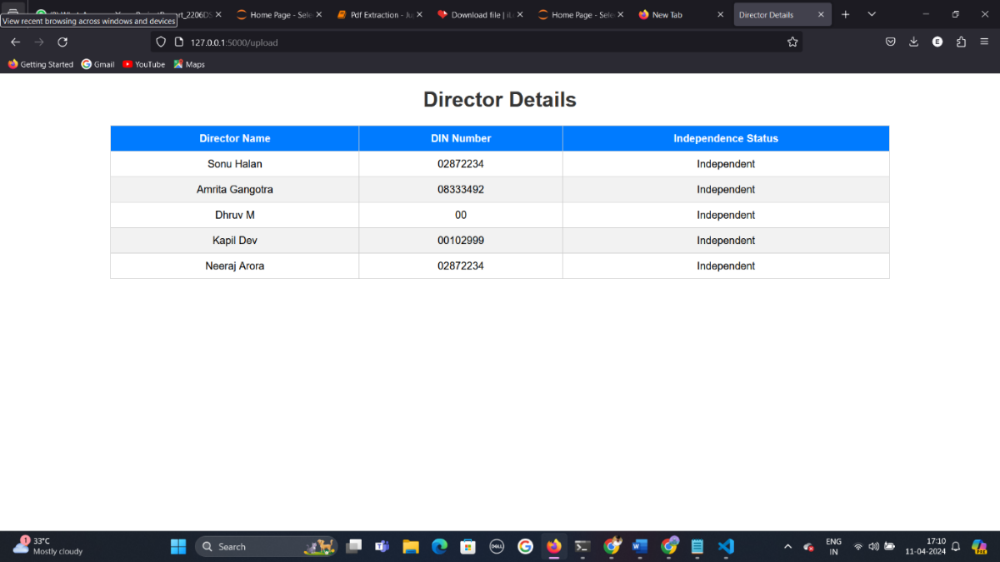 View recent browsing across windows and devices
Home Page - Sele
Pdf Extraction - Ju
Download file | iL
Home Page - Sele
New Tab
Director Details
127.0.0.1:5000/upload
E
Getting Started
Gmail
YouTube
Maps
Director Details
Director Name DIN Number Independence Status
Sonu Halan 02872234 Independent
Amrita Gangotra 08333492 Independent
Dhruv M 00 Independent
Kapil Dev 00102999 Independent
Neeraj Arora 02872234 Independent
1
33°C
Mostly cloudy
Search
DELL
ENG
IN
17:10
11-04-2024
PRE